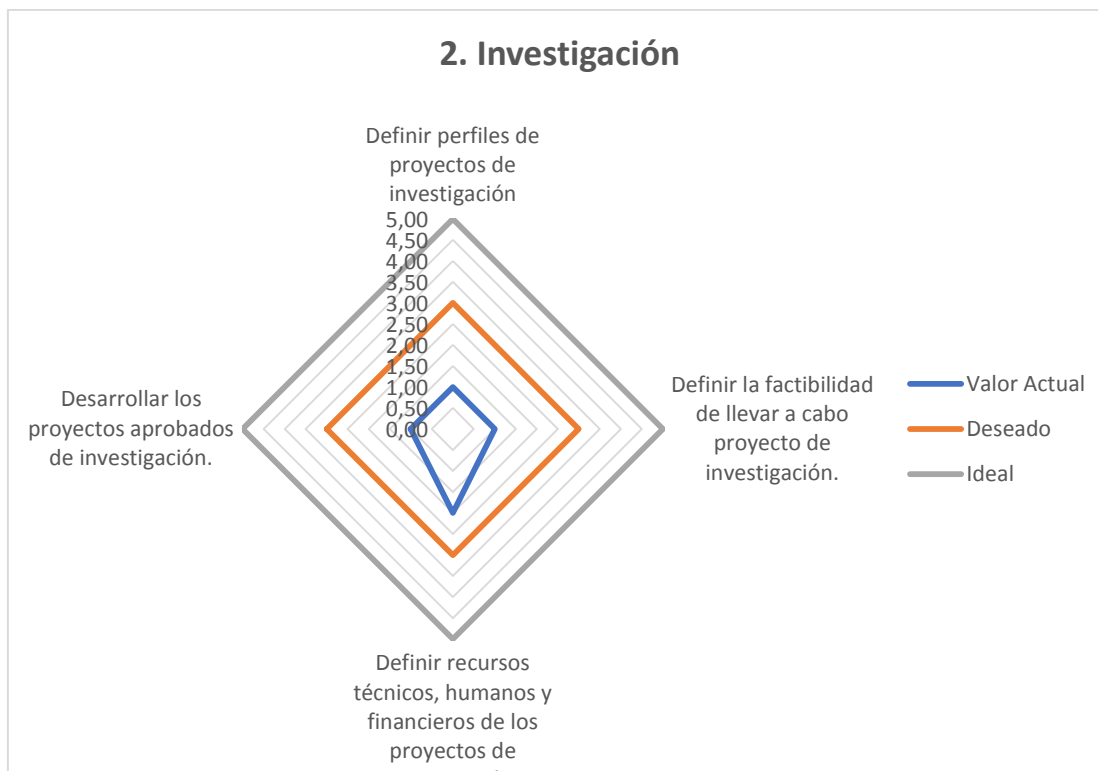 2. Investigación
Definir perfiles de
proyectos de
investigación
5,00
4,50
4,00
3,50
3,00
2,50
2,00
1,50
1,00
0,50
0,00
Definir la factibilidad
de llevar a cabo
proyecto de
investigación.
Definir recursos
técnicos, humanos y
financieros de los
proyectos de
Desarrollar los
proyectos aprobados
de investigación.
Valor Actual
Deseado
Ideal